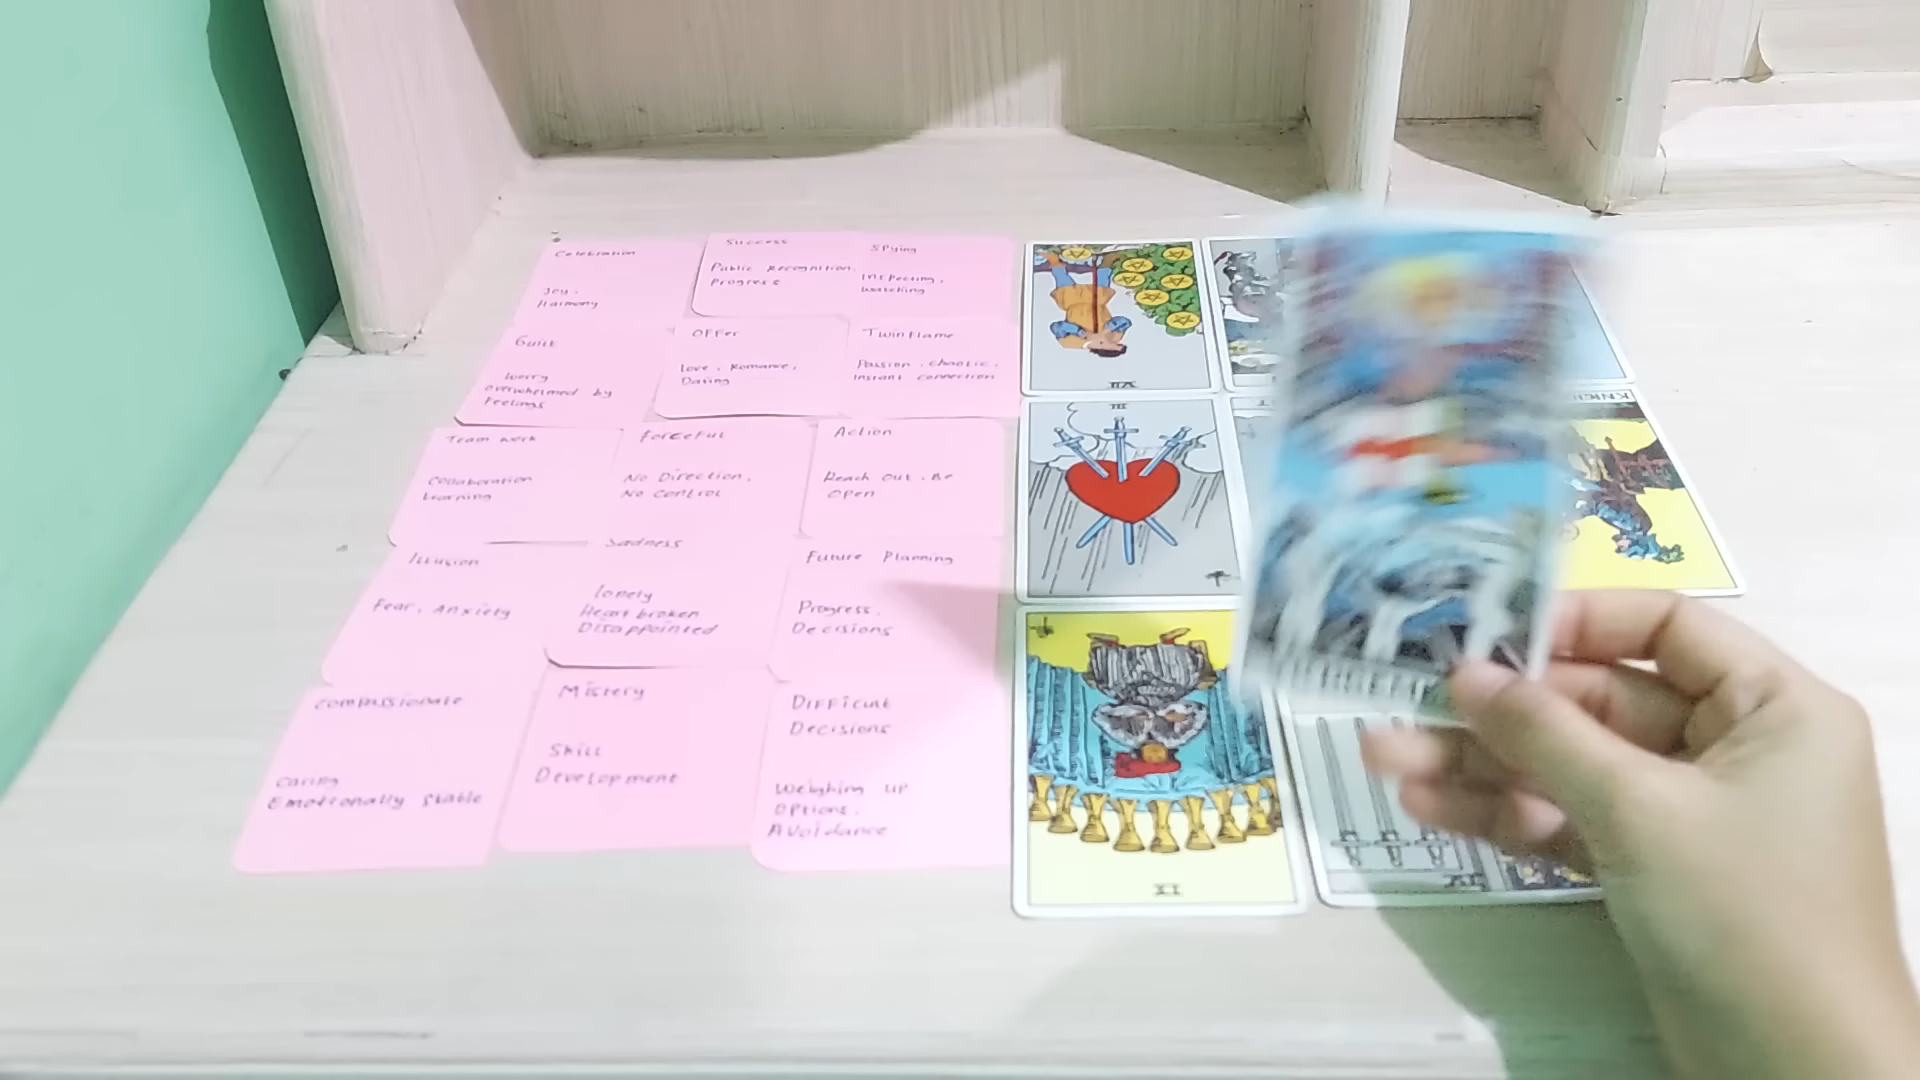 Celebration
Joy,
Harmony
Success
Public Recognition,
Progress
Spying
Inspecting,
Watching
Guilt
Worry
Overwhelmed by
Feelings
Offer
Love, Romance,
Dating
Twin Flame
Passion, Chaotic,
Instant Connection
Team Work
Collaboration
Learning
Forceful
No Direction,
No Control
Action
Reach Out, Be
Open
Illusion
Fear, Anxiety
Sadness
Lonely
Heart broken
Disappointed
Future Planning
Progress,
Decisions
Compassionate
Caring
Emotionally Stable
Mistery
Skill
Development
Difficult
Decisions
Weighing up
Options,
Avoidance
VII
III
KNIGH
IX
IV